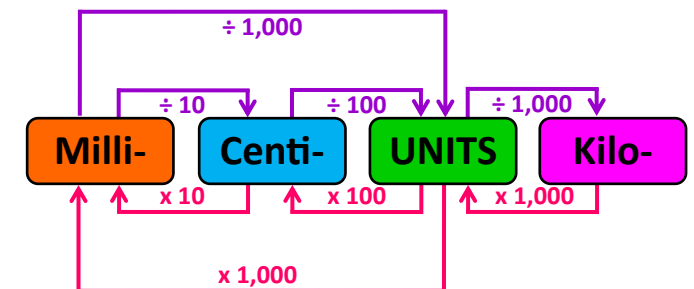 ÷ 1,000
÷ 10 ÷ 100 ÷ 1,000
Milli- Centi- UNITS Kilo-
x 10 x 100 x 1,000
x 1,000